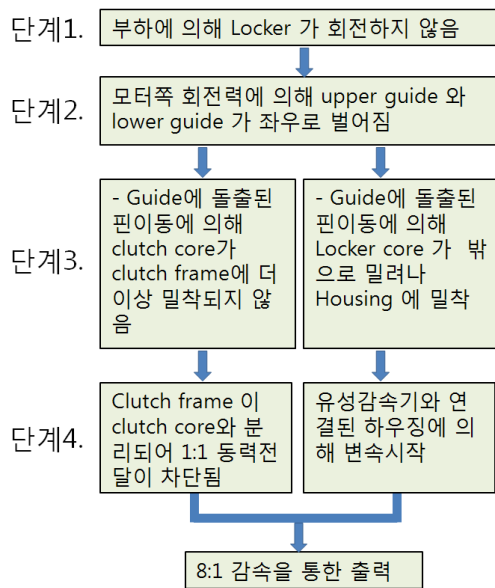 단계1.
부하에 의해 Locker 가 회전하지 않음
단계2.
모터쪽 회전력에 의해 upper guide 와
lower guide 가 좌우로 벌어짐
단계3.
- Guide에 돌출된
핀이동에 의해
clutch core가
clutch frame에 더
이상 밀착되지 않
음
- Guide에 돌출된
핀이동에 의해
Locker core 가  밖
으로 밀려나
Housing 에 밀착
단계4.
Clutch frame 이
clutch core와 분
리되어 1:1 동력전
달이 차단됨
유성감속기와 연
결된 하우징에 의
해 변속시작
8:1 감속을 통한 출력